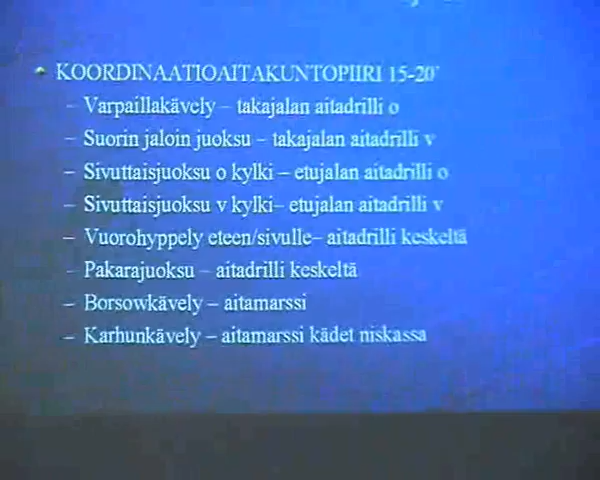 KOORDINAATIOAITAKUNTOPIIRI 15-20'
– Varpaillakävely – takajalan aitadrilli o
– Suorin jaloin juoksu – takajalan aitadrilli v
– Sivuttaisjuoksu o kylki – etujalan aitadrilli o
– Sivuttaisjuoksu v kylki– etujalan aitadrilli v
– Vuorohyppely eteen/sivulle– aitadrilli keskeltä
– Pakarajuoksu – aitadrilli keskeltä
– Borsowkävely – aitamarssi
– Karhunkävely – aitamarssi kädet niskassa